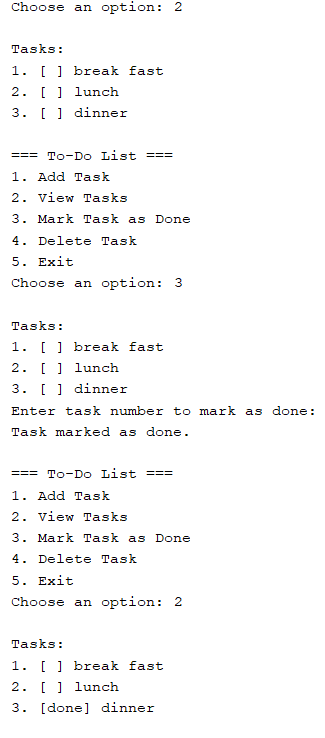 Choose an option: 2
Tasks:
1. [ ] break fast
2. [ ] lunch
3. [ ] dinner
=== To-Do List ===
1. Add Task
2. View Tasks
3. Mark Task as Done
4. Delete Task
5. Exit
Choose an option: 3
Tasks:
1. [ ] break fast
2. [ ] lunch
3. [ ] dinner
Enter task number to mark as done:
Task marked as done.
=== To-Do List ===
1. Add Task
2. View Tasks
3. Mark Task as Done
4. Delete Task
5. Exit
Choose an option: 2
Tasks:
1. [ ] break fast
2. [ ] lunch
3. [done] dinner